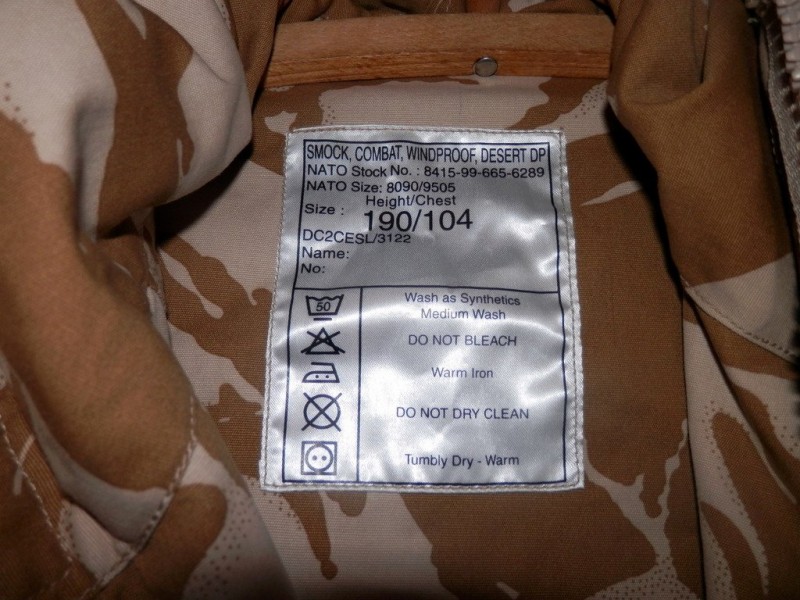 SMOCK, COMBAT, WINDPROOF, DESERT DP
NATO Stock No. : 8415-99-665-6289
NATO Size: 8090/9505
Height/Chest
Size : 190/104
DC2CESL/3122
Name:
No:
50
Wash as Synthetics
Medium Wash
DO NOT BLEACH
Warm Iron
DO NOT DRY CLEAN
Tumbly Dry - Warm